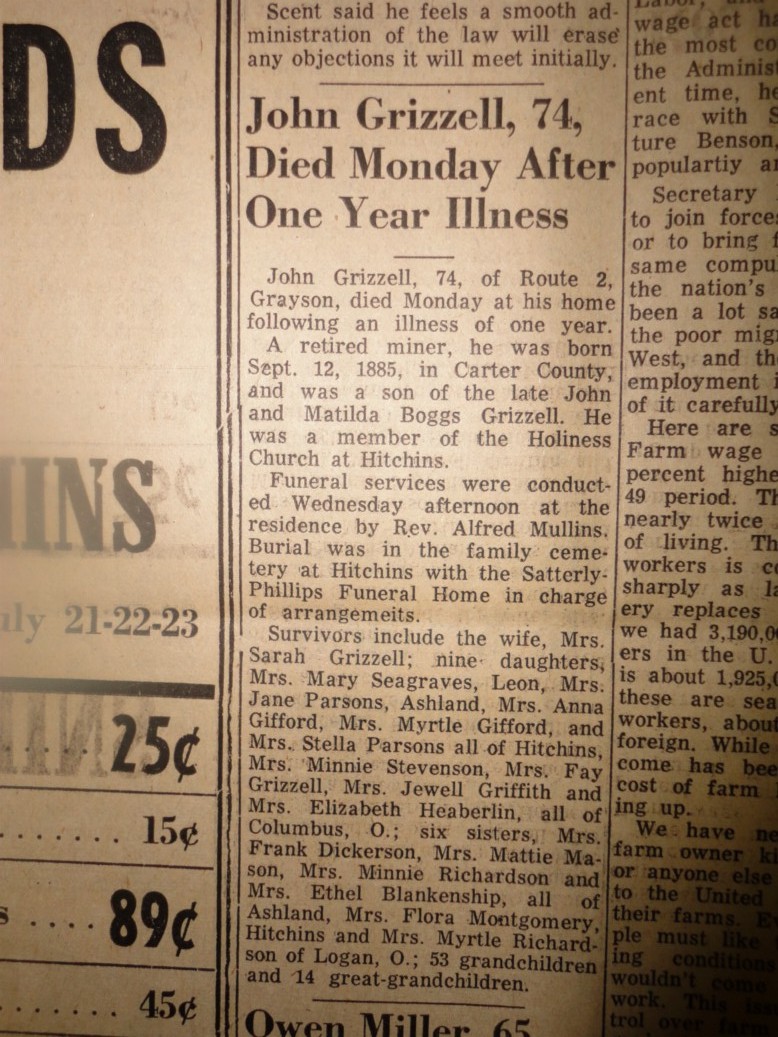 DS
INS
uly 21-22-23
..... 25¢
....... 15¢
s .... 89¢
....... 45¢
Scent said he feels a smooth ad-
ministration of the law will erase
any objections it will meet initially.
John Grizzell, 74,
Died Monday After
One Year Illness
John Grizzell, 74, of Route 2,
Grayson, died Monday at his home
following an illness of one year.
A retired miner, he was born
Sept. 12, 1885, in Carter County,
and was a son of the late John
and Matilda Boggs Grizzell. He
was a member of the Holiness
Church at Hitchins.
Funeral services were conduct-
ed Wednesday afternoon at the
residence by Rev. Alfred Mullins.
Burial was in the family ceme-
tery at Hitchins with the Satterly-
Phillips Funeral Home in charge
of arrangemeits.
Survivors include the wife, Mrs.
Sarah Grizzell; nine daughters,
Mrs. Mary Seagraves, Leon, Mrs.
Jane Parsons, Ashland, Mrs. Anna
Gifford, Mrs. Myrtle Gifford, and
Mrs. Stella Parsons all of Hitchins,
Mrs. Minnie Stevenson, Mrs. Fay
Grizzell, Mrs. Jewell Griffith and
Mrs. Elizabeth Heaberlin, all of
Columbus, O.; six sisters, Mrs.
Frank Dickerson, Mrs. Mattie Ma-
son, Mrs. Minnie Richardson and
Mrs. Ethel Blankenship, all of
Ashland, Mrs. Flora Montgomery,
Hitchins and Mrs. Myrtle Richard-
son of Logan, O.; 53 grandchildren
and 14 great-grandchildren.
Owen Miller, 65
Labor, and
wage act ha
the most co
the Adminis
ent time, he
race with S
ture Benson,
populartiy a
Secretary
to join force
or to bring f
same compu
the nation's
been a lot sa
the poor mig
West, and th
employment i
of it carefully
Here are s
Farm wage
percent highe
49 period. Th
nearly twice
of living. Th
workers is c
sharply as la
ery replaces
we had 3,190,0
ers in the U.
is about 1,925,0
these are sea
workers, about
foreign. While
come has bee
cost of farm
ing up.
We have ne
farm owner k
or anyone else
to the United
their farms. E
ple must like
ing conditions
wouldn't come
work. This is
trol over farm